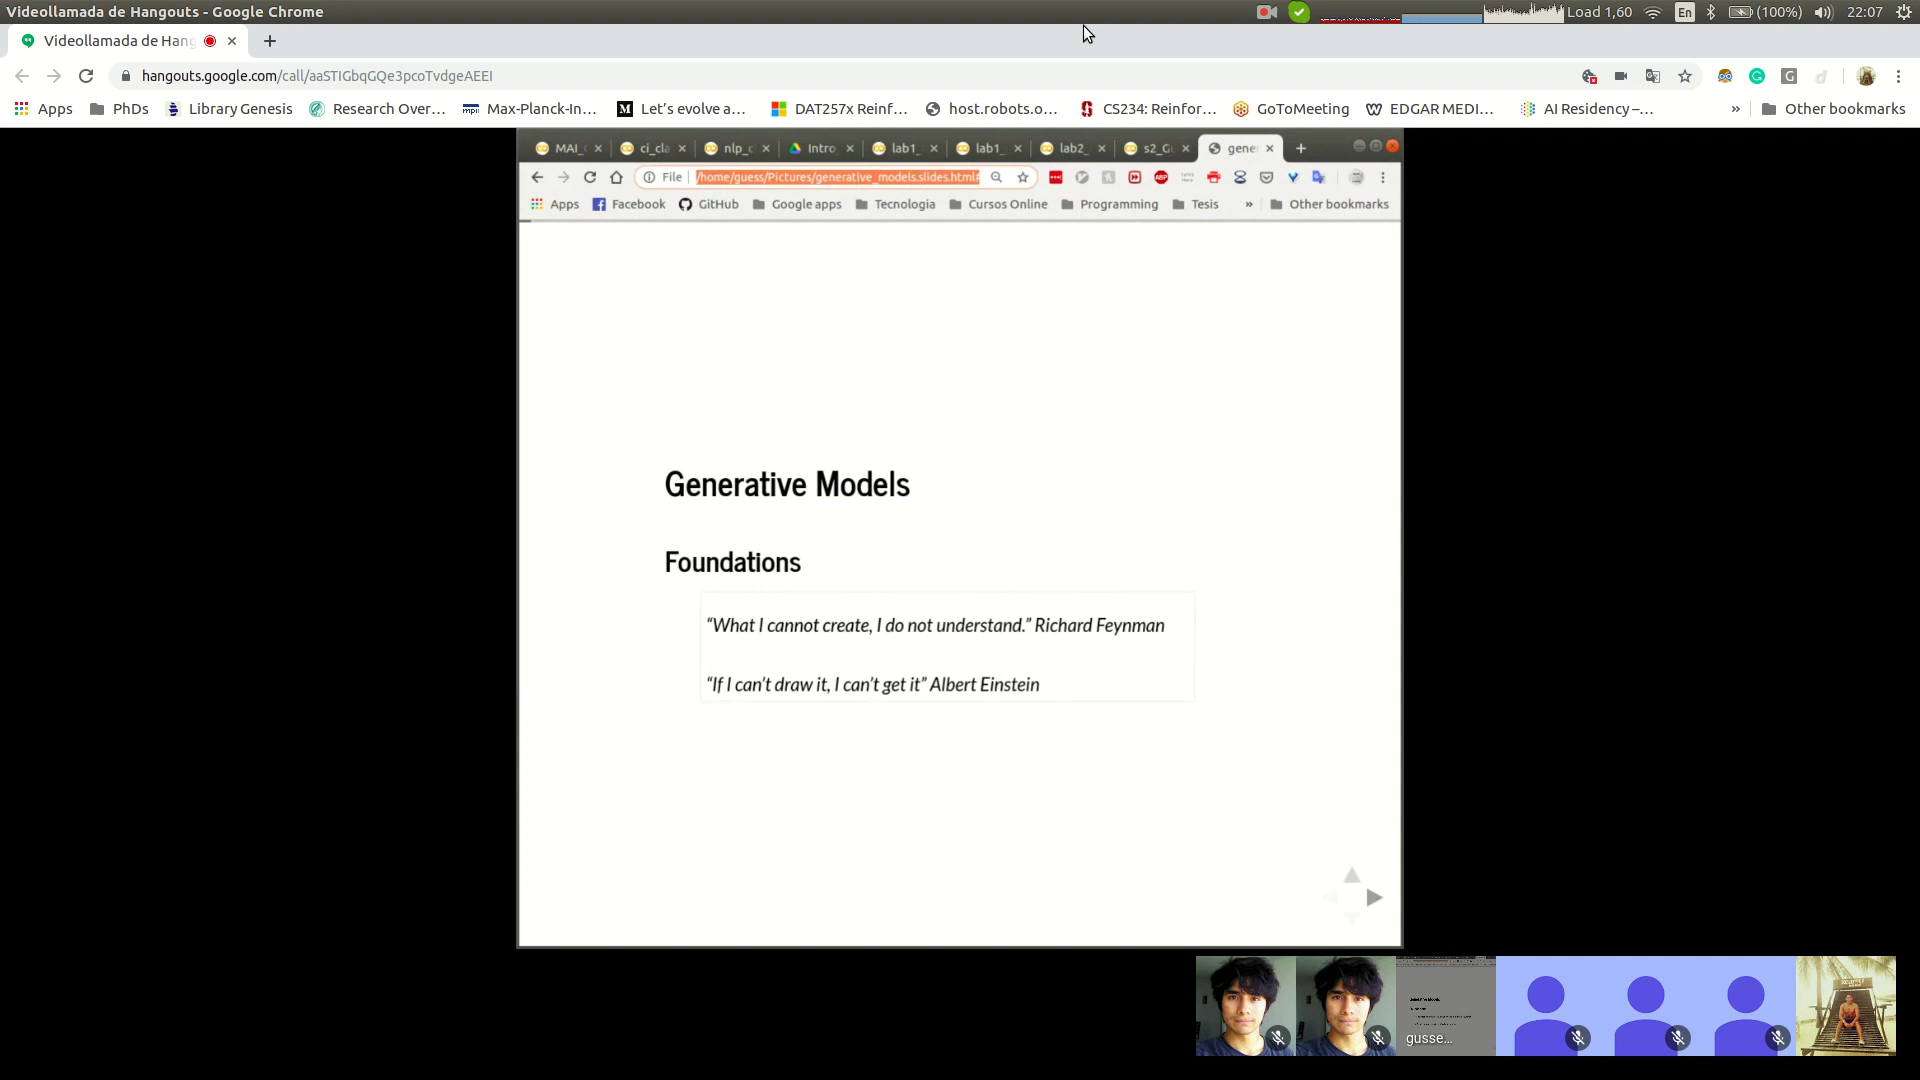 Videollamada de Hangouts - Google Chrome
Load 1,60 En (100%) 22:07
Videollamada de Hang
hangouts.google.com/call/aaSTIGbqGQe3pcoTvdgeAEEI
Apps PhDs Library Genesis Research Over... mpii Max-Planck-In... M Let's evolve a... DAT257x Reinf... host.robots.o... CS234: Reinfor... GoToMeeting W EDGAR MEDI... AI Residency –... » Other bookmarks
MAI_ ci_cla nlp_c Intro lab1_ lab1_ lab2_ s2_G gene
File /home/guess/Pictures/generative_models.slides.html# ABP
Apps Facebook GitHub Google apps Tecnologia Cursos Online Programming Tesis » Other bookmarks
Generative Models
Foundations
“What I cannot create, I do not understand.” Richard Feynman
“If I can’t draw it, I can’t get it” Albert Einstein
gusse...